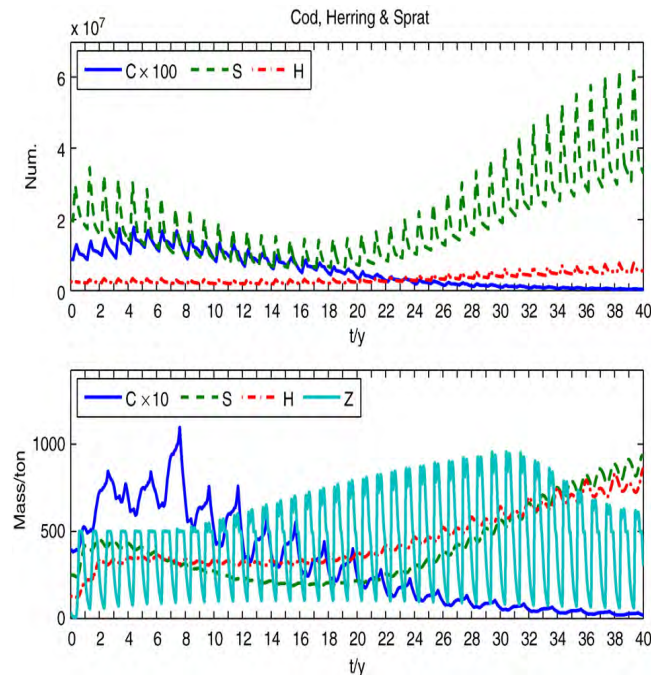 Cod, Herring & Sprat
x 10⁷
C × 100 S H
Num.
6
4
2
0
0 2 4 6 8 10 12 14 16 18 20 22 24 26 28 30 32 34 36 38 40
t/y
C ×10 S H Z
Mass/ton
1000
500
0
0 2 4 6 8 10 12 14 16 18 20 22 24 26 28 30 32 34 36 38 40
t/y